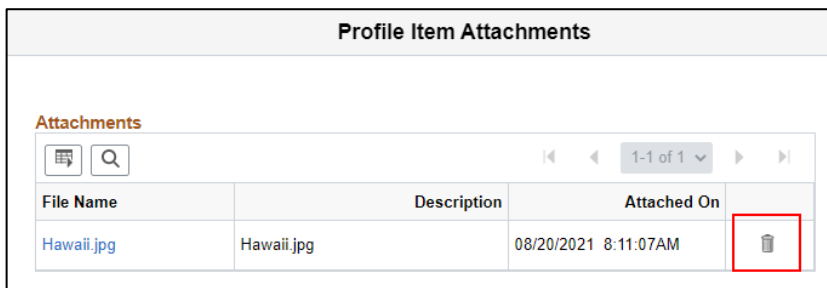 Profile Item Attachments
Attachments
1-1 of 1
File Name Description Attached On
Hawaii.jpg Hawaii.jpg 08/20/2021 8:11:07AM